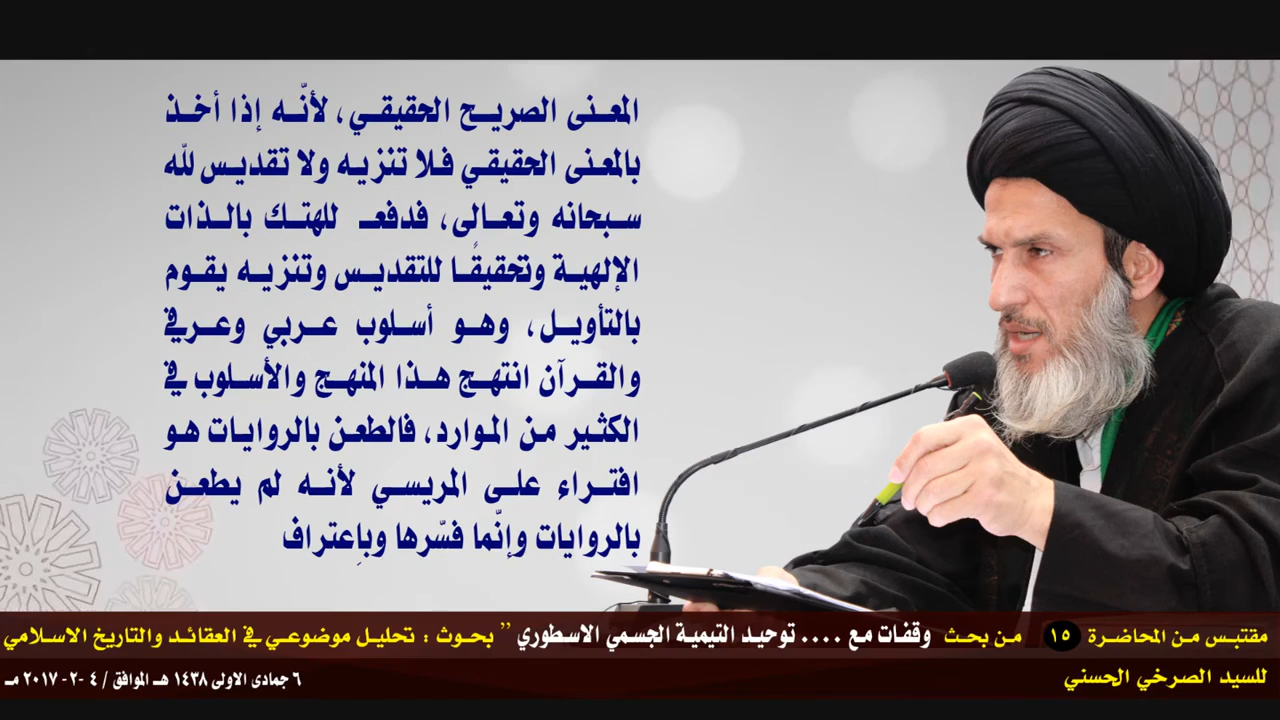 المعنى الصريح الحقيقي، لأنّه إذا أخذ
بالمعنى الحقيقي فلا تنزيه ولا تقديس لله
سبحانه وتعالى، فدفعـ للهتك بالذات
الإلهية وتحقيقًا للتقديس وتنزيه يقوم
بالتأويل، وهو أسلوب عربي وعرفي
والقرآن انتهج هذا المنهج والأسلوب في
الكثير من الموارد، فالطعن بالروايات هو
افتراء على المريسي لأنه لم يطعن
بالروايات وإنّما فسّرها وبإعتراف
مقتبس من المحاضرة ١٥ من بحث وقفات مع .... توحيد التيمية الجسمي الاسطوري " بحوث : تحليل موضوعي في العقائد والتاريخ الاسلامي
للسيد الصرخي الحسني
٦ جمادى الاولى ١٤٣٨ هـ الموافق / ٤ -٢- ٢٠١٧ مـ